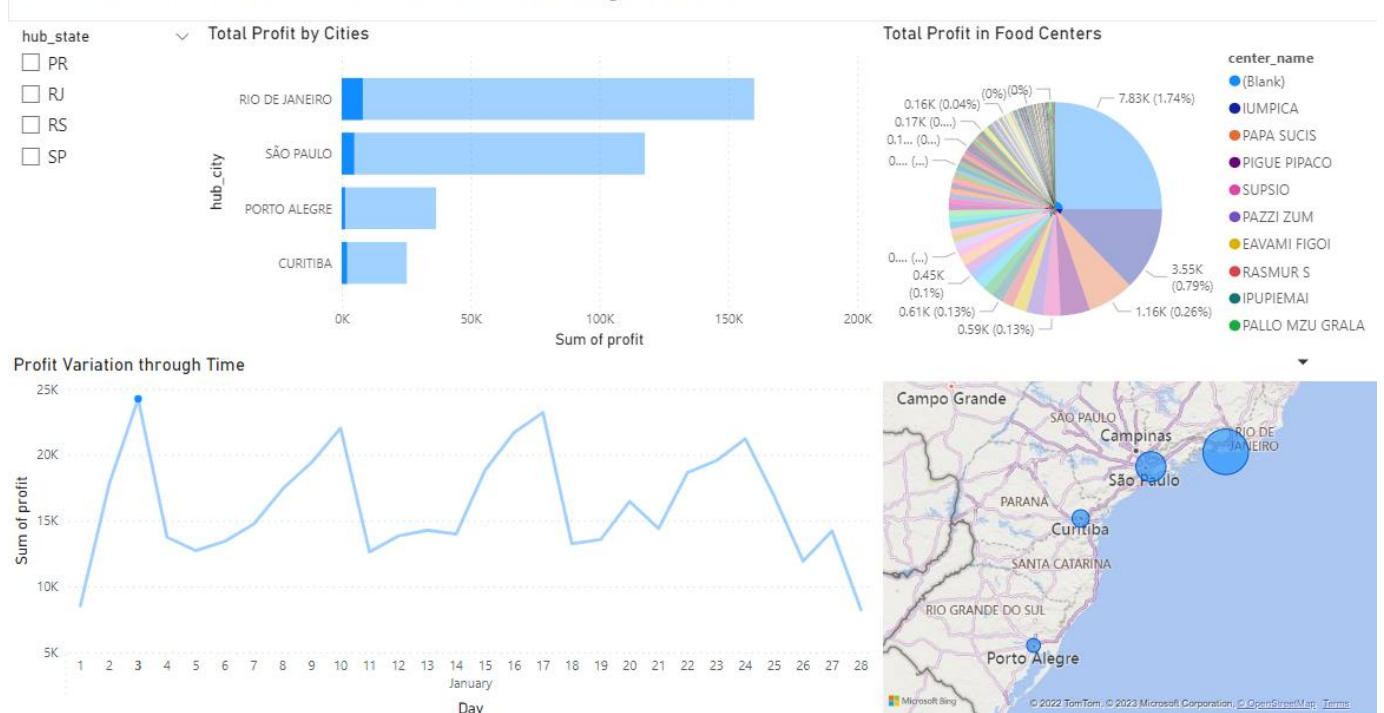 hub_state
PR
RJ
RS
SP
Total Profit by Cities
hub_city
RIO DE JANEIRO
SÃO PAULO
PORTO ALEGRE
CURITIBA
0K 50K 100K 150K 200K
Sum of profit
Total Profit in Food Centers
7.83K (1.74%)
3.55K
(0.79%)
1.16K (0.26%)
0.59K (0.13%)
0.61K (0.13%)
0.45K
(0.1%)
0.... (...)
0.... (...)
0.1... (0...)
0.17K (0....)
0.16K (0.04%)
(0%)
(0%)
center_name
(Blank)
IUMPICA
PAPA SUCIS
PIGUE PIPACO
SUPSIO
PAZZI ZUM
EAVAMI FIGOI
RASMUR S
IPUPIEMAI
PALLO MZU GRALA
Profit Variation through Time
Sum of profit
25K
20K
15K
10K
5K
1 2 3 4 5 6 7 8 9 10 11 12 13 14 15 16 17 18 19 20 21 22 23 24 25 26 27 28
January
Day
Campo Grande
SÃO PAULO
Campinas
RIO DE
JANEIRO
São Paulo
PARANÁ
Curitiba
SANTA CATARINA
RIO GRANDE DO SUL
Porto Alegre
Microsoft Bing
© 2022 TomTom, © 2023 Microsoft Corporation, © OpenStreetMap Terms